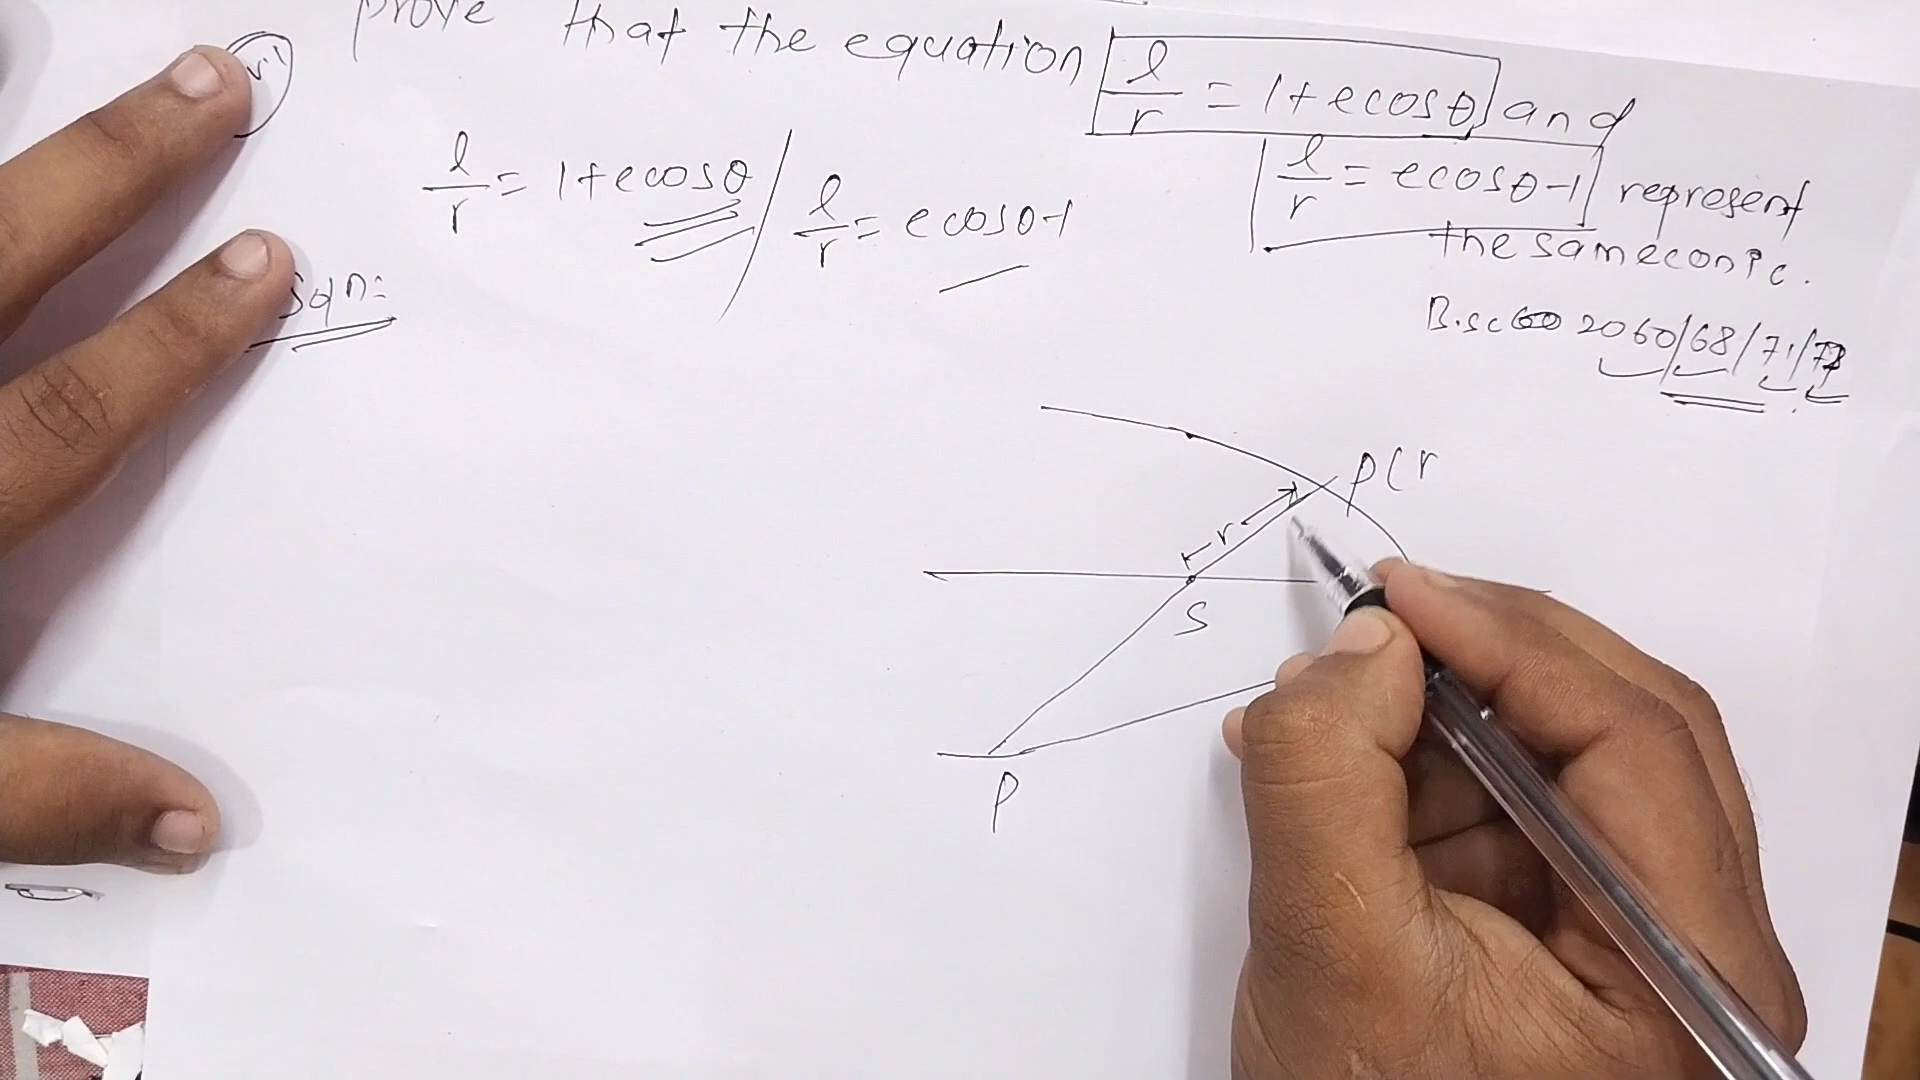 prove that the equation l/r = 1+ecosθ and
l/r = 1+ecosθ / l/r = ecosθ-1
l/r = ecosθ-1 represent
the same conic.
B.sc 2060/68/71/
Solⁿ:
P(r
r
S
P